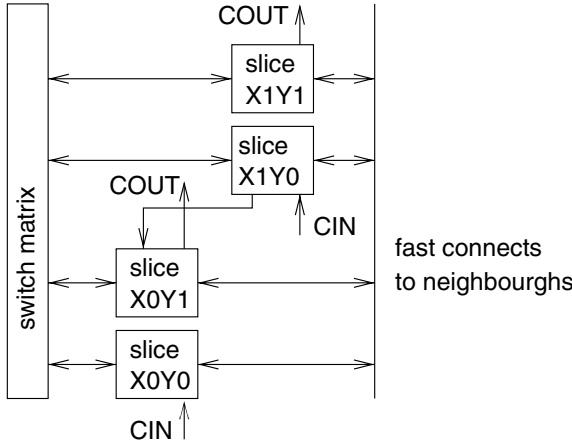 COUT
slice
X1Y1
slice
X1Y0
COUT
CIN
switch matrix
fast connects
to neighbourghs
slice
X0Y1
slice
X0Y0
CIN